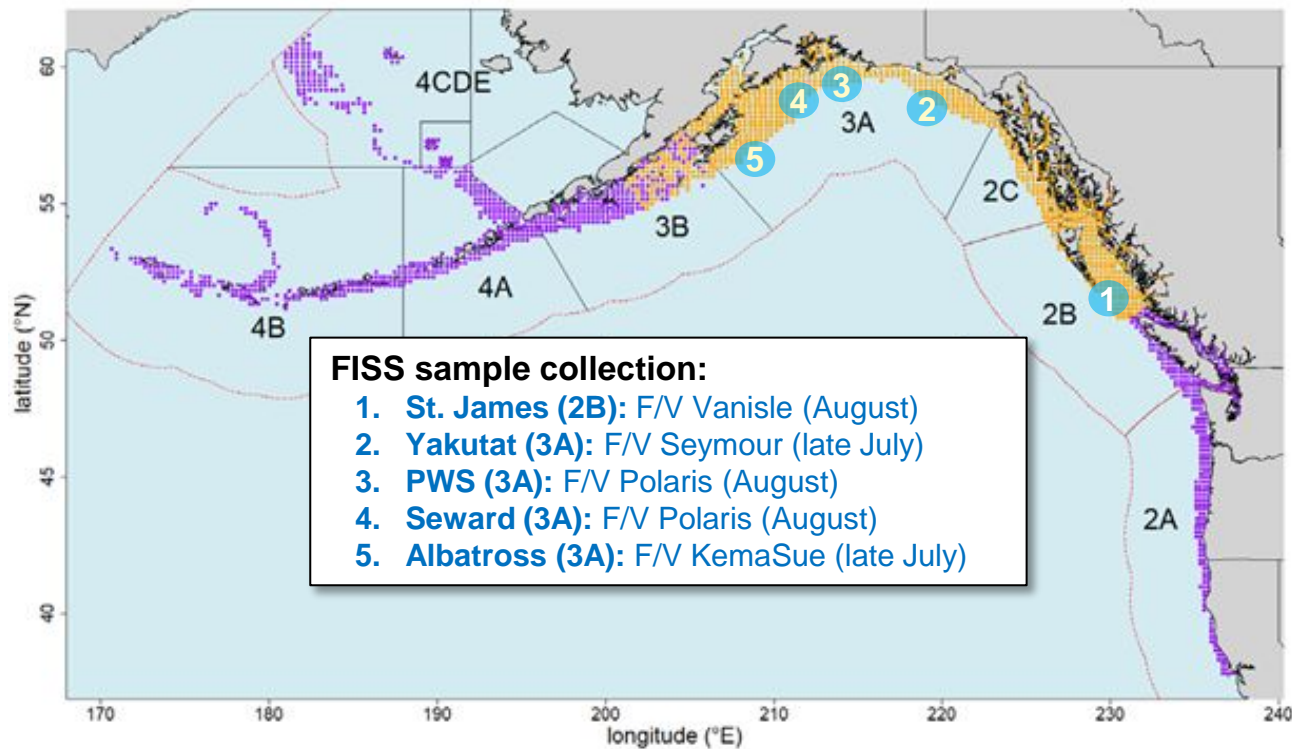 60
55
50
45
40
latitude (°N)
4CDE
4
3
2
3A
5
2C
3B
4A
1
2B
4B
2A
FISS sample collection:
1. St. James (2B): F/V Vanisle (August)
2. Yakutat (3A): F/V Seymour (late July)
3. PWS (3A): F/V Polaris (August)
4. Seward (3A): F/V Polaris (August)
5. Albatross (3A): F/V KemaSue (late July)
170 180 190 200 210 220 230 240
longitude (°E)